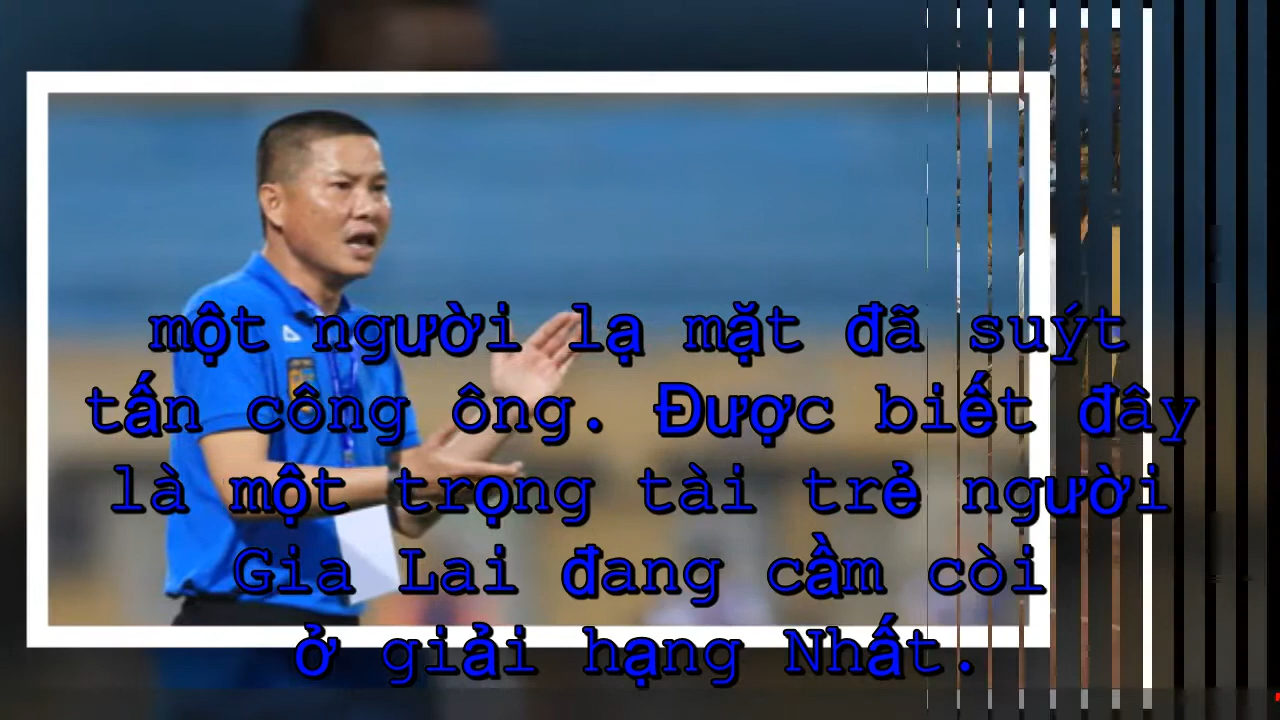 một người lạ mặt đã suýt
tấn công ông. Được biết đây
là một trọng tài trẻ người
Gia Lai đang cầm còi
ở giải hạng Nhất.